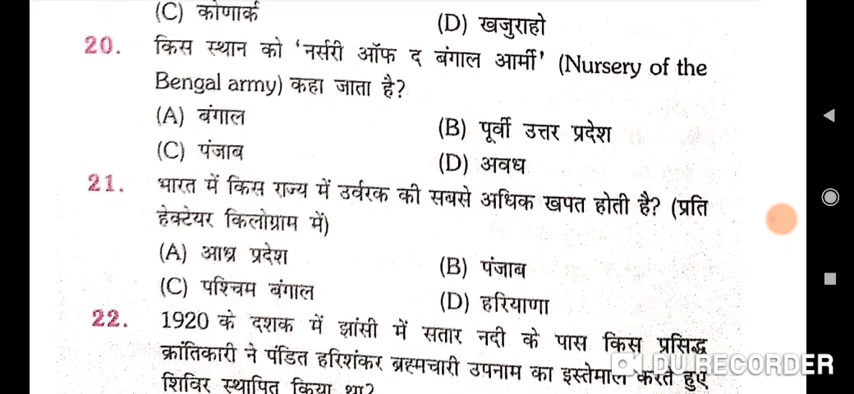 (C) कोणार्क (D) खजुराहो
20. किस स्थान को 'नर्सरी ऑफ द बंगाल आर्मी' (Nursery of the
Bengal army) कहा जाता है?
(A) बंगाल (B) पूर्वी उत्तर प्रदेश
(C) पंजाब (D) अवध
21. भारत में किस राज्य में उर्वरक की सबसे अधिक खपत होती है? (प्रति
हेक्टेयर किलोग्राम में)
(A) आध्र प्रदेश (B) पंजाब
(C) पश्चिम बंगाल (D) हरियाणा
22. 1920 के दशक में झांसी में सतार नदी के पास किस प्रसिद्ध
क्रांतिकारी ने पंडित हरिशंकर ब्रह्मचारी उपनाम का इस्तेमाल करते हुए
शिविर स्थापित किया था?
DU RECORDER